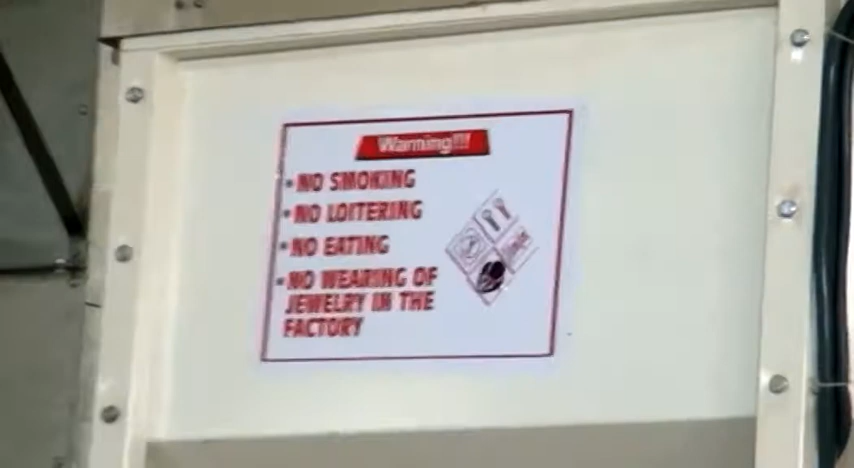 Warning!!!
• NO SMOKING
• NO LOITERING
• NO EATING
• NO WEARING OF
JEWELRY IN THE
FACTORY